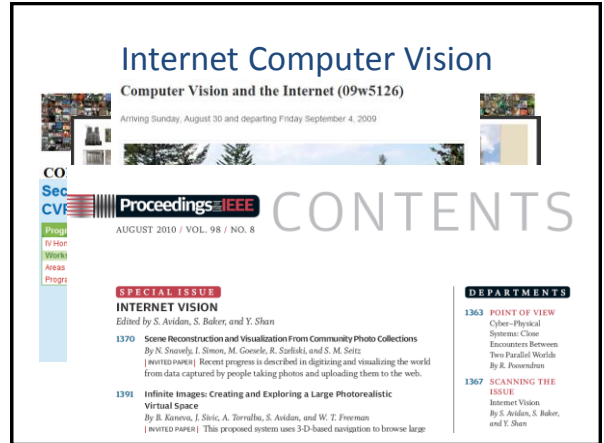 Internet Computer Vision
Computer Vision and the Internet (09w5126)
Arriving Sunday, August 30 and departing Friday September 4, 2009
CO
Sec
CVF
Progr
IV Hon
Works
Areas
Progra
Proceedings OF THE IEEE
CONTENTS
AUGUST 2010 / VOL. 98 / NO. 8
SPECIAL ISSUE
INTERNET VISION
Edited by S. Avidan, S. Baker, and Y. Shan
1370 Scene Reconstruction and Visualization From Community Photo Collections
By N. Snavely, I. Simon, M. Goesele, R. Szeliski, and S. M. Seitz
|INVITED PAPER| Recent progress is described in digitizing and visualizing the world
from data captured by people taking photos and uploading them to the web.
1391 Infinite Images: Creating and Exploring a Large Photorealistic
Virtual Space
By B. Kaneva, J. Sivic, A. Torralba, S. Avidan, and W. T. Freeman
|INVITED PAPER| This proposed system uses 3-D-based navigation to browse large
DEPARTMENTS
1363 POINT OF VIEW
Cyber–Physical
Systems: Close
Encounters Between
Two Parallel Worlds
By R. Poovendran
1367 SCANNING THE
ISSUE
Internet Vision
By S. Avidan, S. Baker,
and Y. Shan